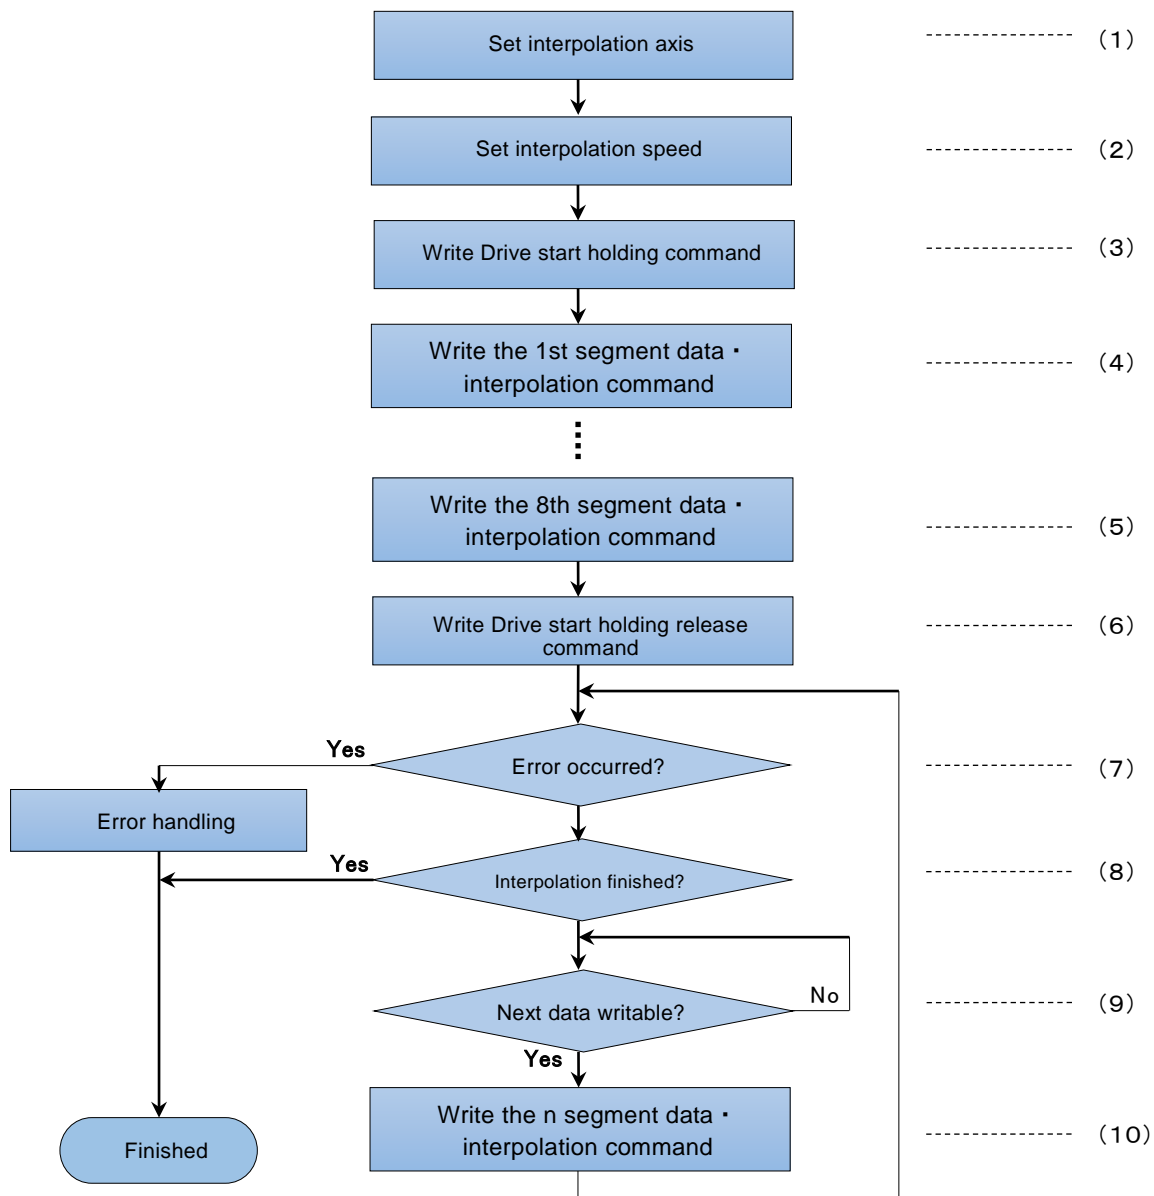 Set interpolation axis
（1）
Set interpolation speed
（2）
Write Drive start holding command
（3）
Write the 1st segment data・
interpolation command
（4）
Write the 8th segment data・
interpolation command
（5）
Write Drive start holding release
command
（6）
Yes
Error occurred?
（7）
Error handling
Yes
Interpolation finished?
（8）
Next data writable?
No
（9）
Yes
Write the n segment data・
interpolation command
（10）
Finished